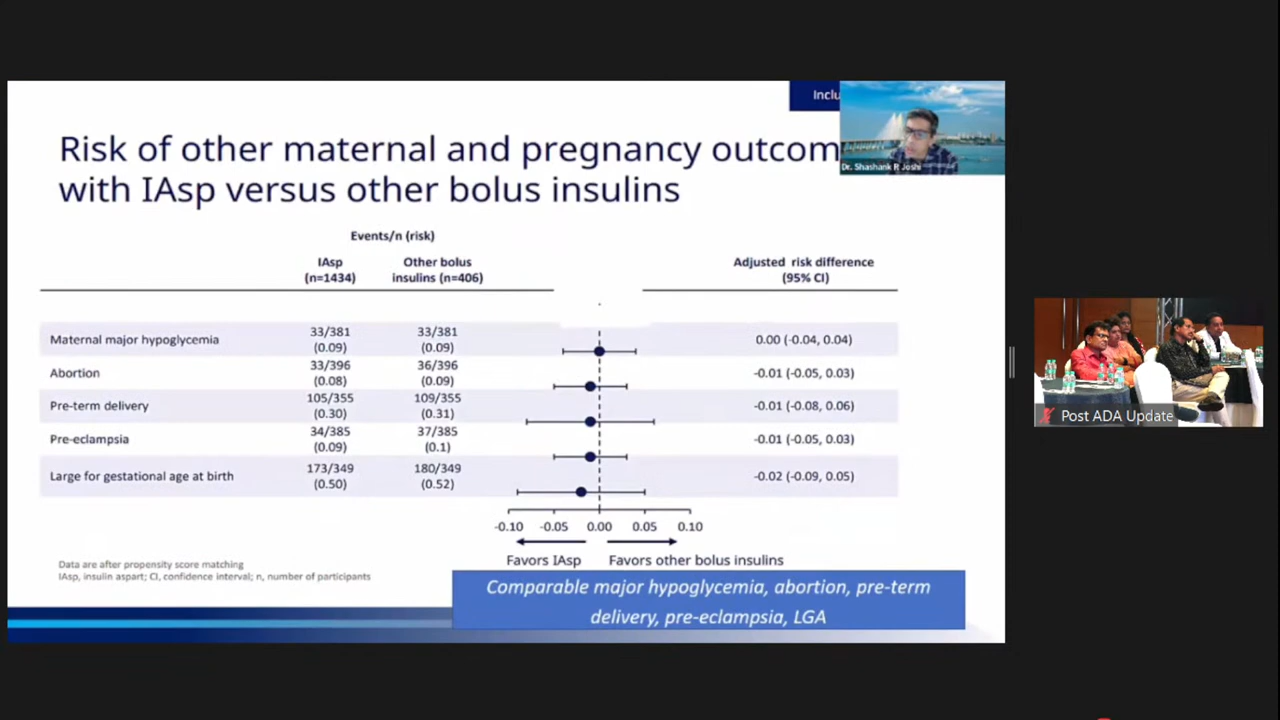 Inclu
Risk of other maternal and pregnancy outcom
with IAsp versus other bolus insulins
Dr. Shashank R Joshi
Events/n (risk)
IAsp
(n=1434)
Other bolus
insulins (n=406)
Adjusted risk difference
(95% CI)
Maternal major hypoglycemia
33/381
(0.09)
33/381
(0.09)
0.00 (-0.04, 0.04)
Abortion
33/396
(0.08)
36/396
(0.09)
-0.01 (-0.05, 0.03)
Pre-term delivery
105/355
(0.30)
109/355
(0.31)
-0.01 (-0.08, 0.06)
Pre-eclampsia
34/385
(0.09)
37/385
(0.1)
-0.01 (-0.05, 0.03)
Large for gestational age at birth
173/349
(0.50)
180/349
(0.52)
-0.02 (-0.09, 0.05)
-0.10 -0.05 0.00 0.05 0.10
Favors IAsp Favors other bolus insulins
Data are after propensity score matching
IAsp, insulin aspart; CI, confidence interval; n, number of participants
Comparable major hypoglycemia, abortion, pre-term
delivery, pre-eclampsia, LGA
Post ADA Update